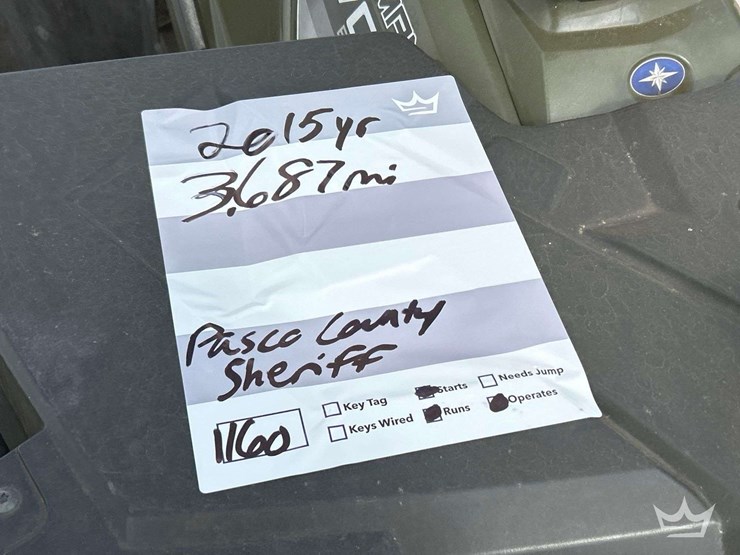 2015yr
3,687mi
Pasco County
Sheriff
1160
Key Tag
Starts
Needs Jump
Keys Wired
Runs
Operates